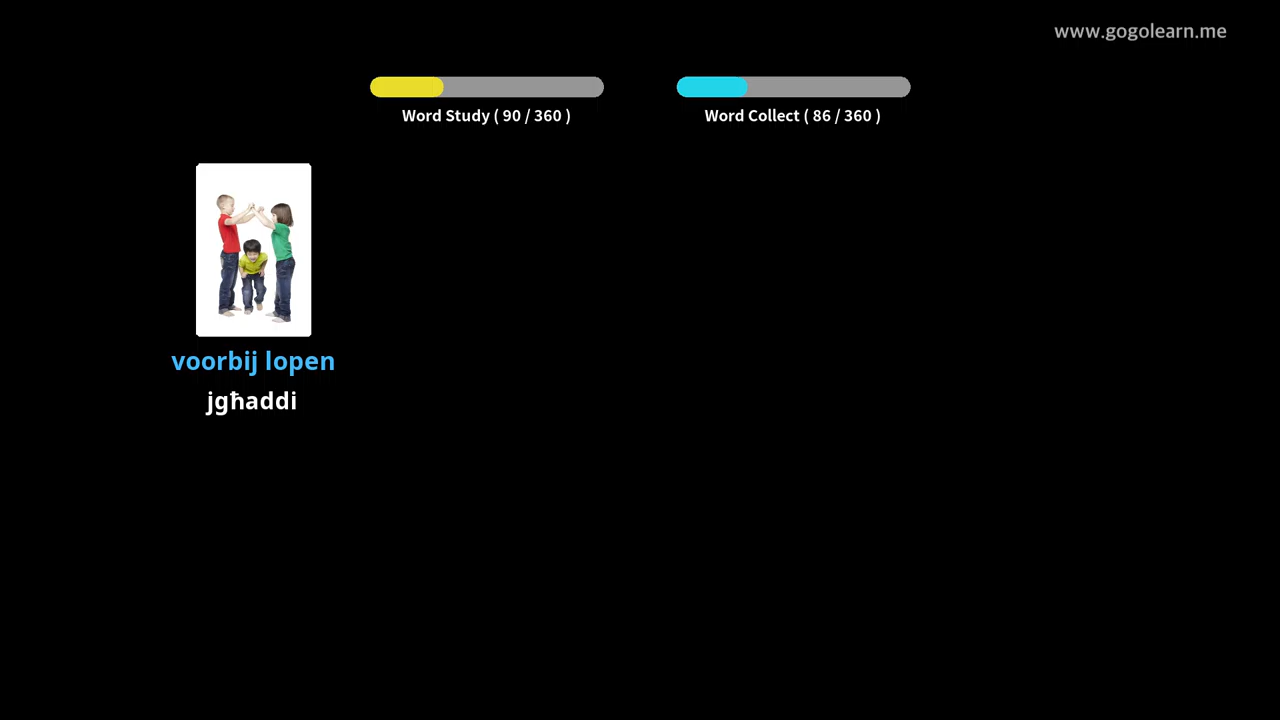 www.gogolearn.me
Word Study ( 90 / 360 )
Word Collect ( 86 / 360 )
voorbij lopen
jgħaddi